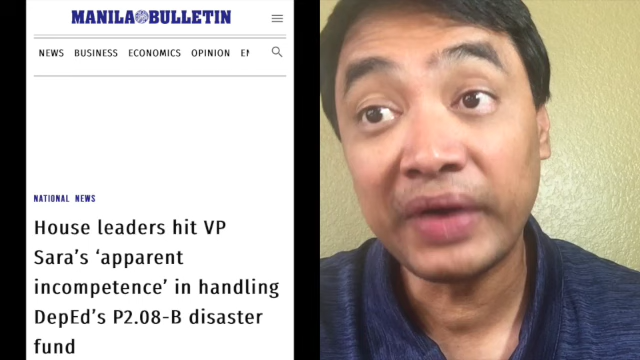 MANILA BULLETIN
NEWS BUSINESS ECONOMICS OPINION EN
NATIONAL NEWS
House leaders hit VP
Sara's ‘apparent
incompetence’ in handling
DepEd's P2.08-B disaster
fund